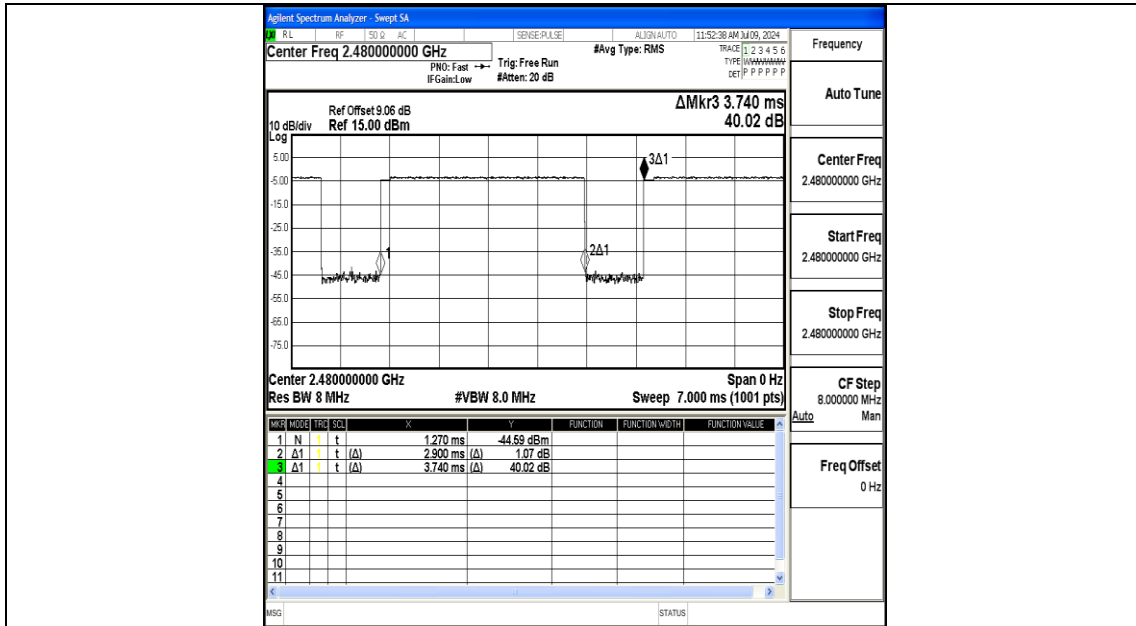 Agilent Spectrum Analyzer - Swept SA
LXI RL RF 50 Ω AC SENSE:PULSE ALIGN AUTO 11:52:38 AM Jul 09, 2024
Center Freq 2.480000000 GHz
PNO: Fast
IFGain:Low
Trig: Free Run
#Atten: 20 dB
#Avg Type: RMS
TRACE 1 2 3 4 5 6
TYPE
DET P P P P P P
Frequency
Auto Tune
Center Freq
2.480000000 GHz
Start Freq
2.480000000 GHz
Stop Freq
2.480000000 GHz
CF Step
8.000000 MHz
Auto Man
Freq Offset
0 Hz
Ref Offset 9.06 dB
10 dB/div Ref 15.00 dBm
Log
ΔMkr3 3.740 ms
40.02 dB
5.00
-5.00
-15.0
-25.0
-35.0
-45.0
-55.0
-65.0
-75.0
1
2Δ1
3Δ1
Center 2.480000000 GHz Span 0 Hz
Res BW 8 MHz #VBW 8.0 MHz Sweep 7.000 ms (1001 pts)
MKR MODE TRC SCL X Y FUNCTION FUNCTION WIDTH FUNCTION VALUE
1 N 1 t 1.270 ms -44.59 dBm
2 Δ1 1 t (Δ) 2.900 ms (Δ) 1.07 dB
3 Δ1 1 t (Δ) 3.740 ms (Δ) 40.02 dB
4
5
6
7
8
9
10
11
MSG STATUS